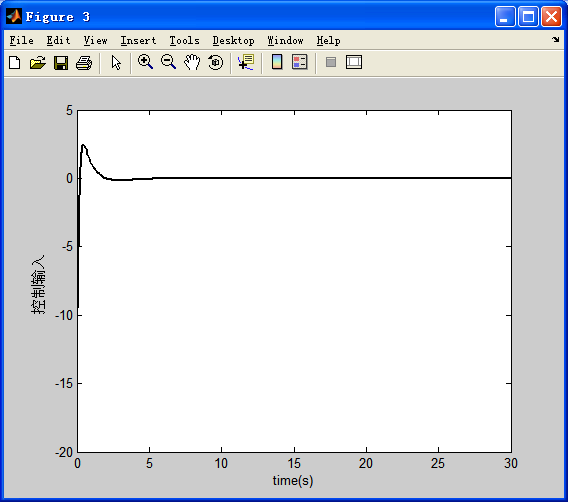 Figure 3
File Edit View Insert Tools Desktop Window Help
5
0
-5
-10
-15
-20
控制输入
0 5 10 15 20 25 30
time(s)